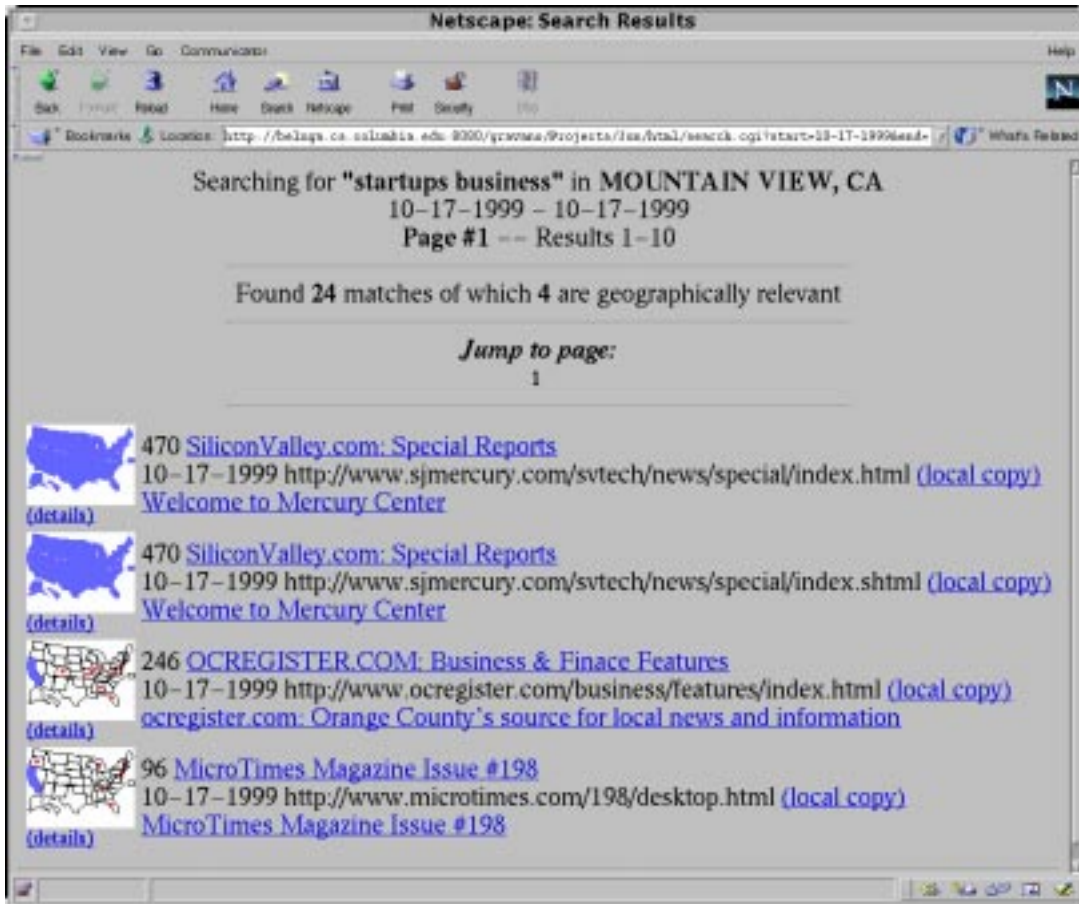 Netscape: Search Results
File Edit View Go Communicator Help
Back Forward Reload Home Search Netscape Print Security Stop
Bookmarks Location: What's Related
Searching for "startups business" in MOUNTAIN VIEW, CA
10-17-1999 - 10-17-1999
Page #1 -- Results 1-10
Found 24 matches of which 4 are geographically relevant
Jump to page:
1
470 SiliconValley.com: Special Reports
10-17-1999 http://www.sjmercury.com/svtech/news/special/index.html (local copy)
Welcome to Mercury Center
(details)
470 SiliconValley.com: Special Reports
10-17-1999 http://www.sjmercury.com/svtech/news/special/index.shtml (local copy)
Welcome to Mercury Center
(details)
246 OCREGISTER.COM: Business & Finace Features
10-17-1999 http://www.ocregister.com/business/features/index.html (local copy)
ocregister.com: Orange County's source for local news and information
(details)
96 MicroTimes Magazine Issue #198
10-17-1999 http://www.microtimes.com/198/desktop.html (local copy)
MicroTimes Magazine Issue #198
(details)